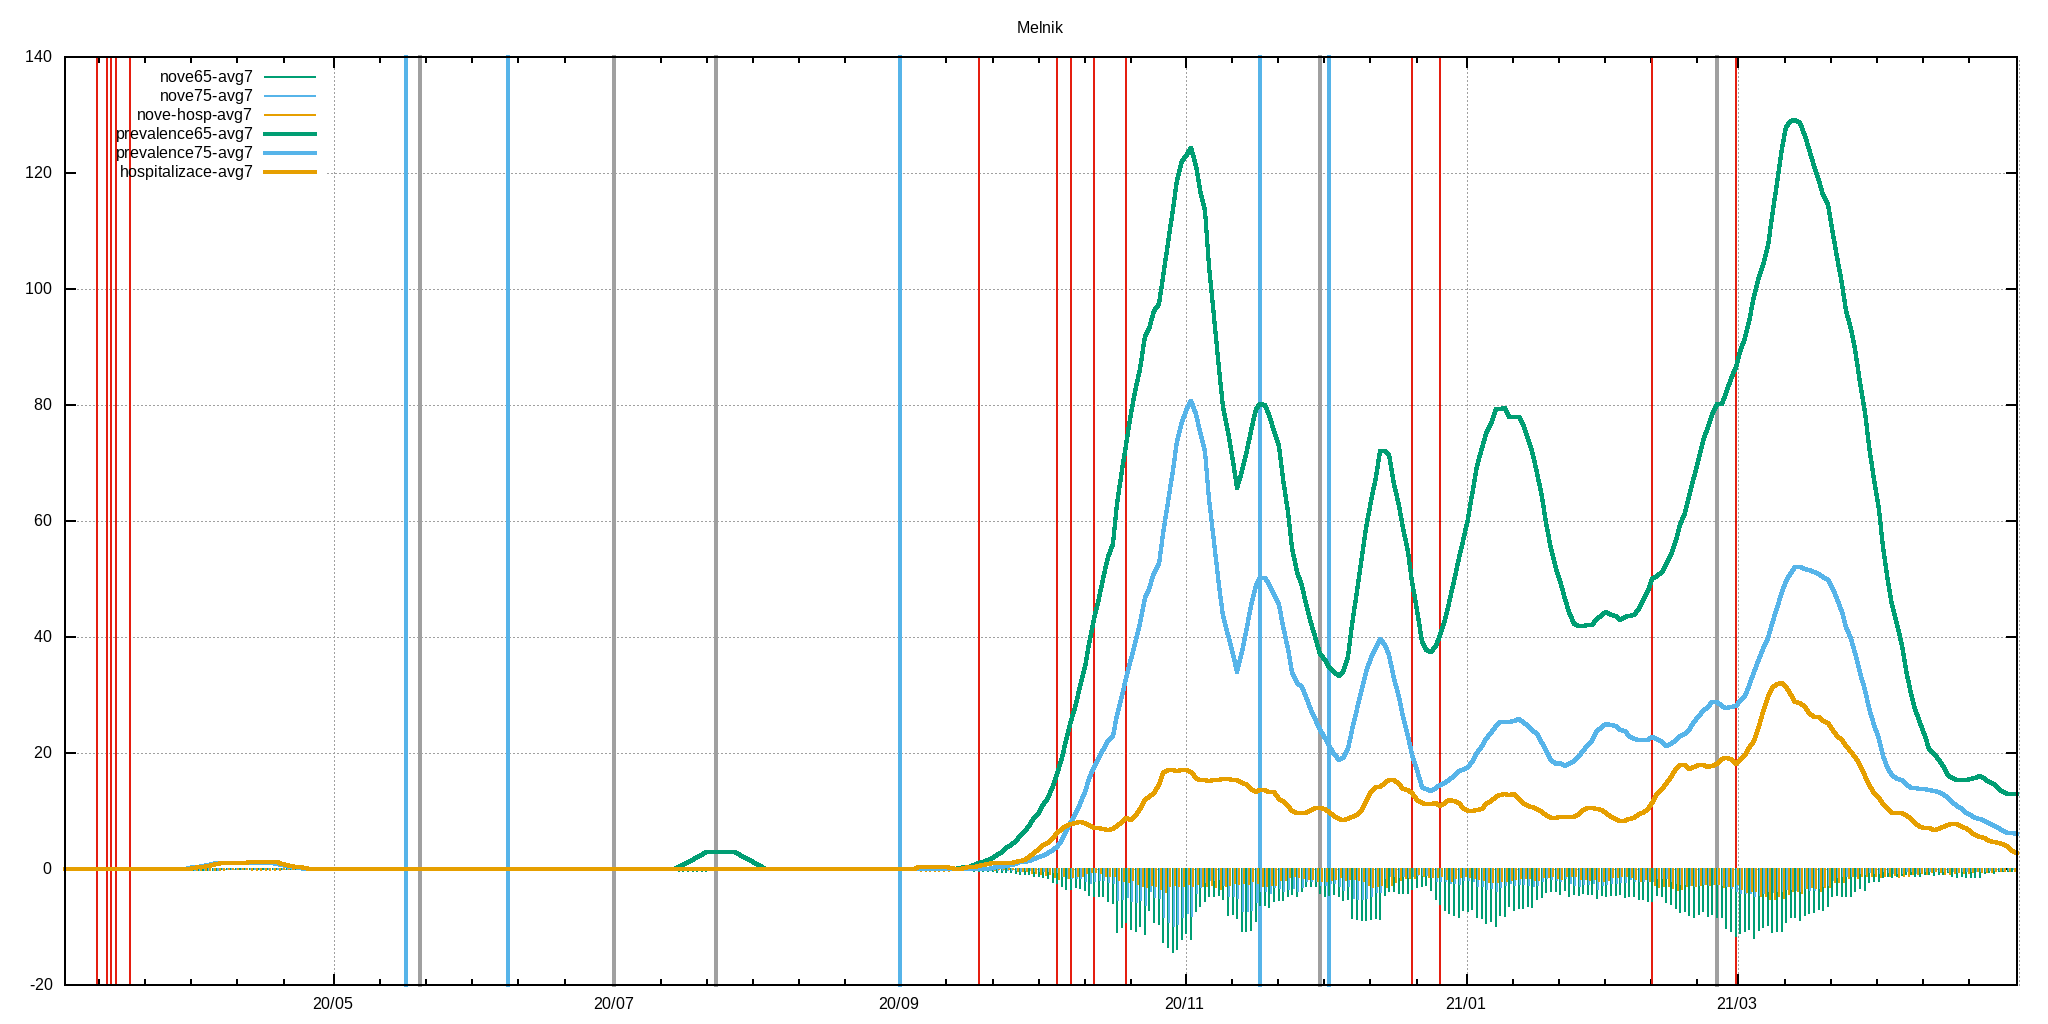 Melnik
140
nove65-avg7
nove75-avg7
nove-hosp-avg7
prevalence65-avg7
prevalence75-avg7
hospitalizace-avg7
120
100
80
60
40
20
0
-20
20/05 20/07 20/09 20/11 21/01 21/03